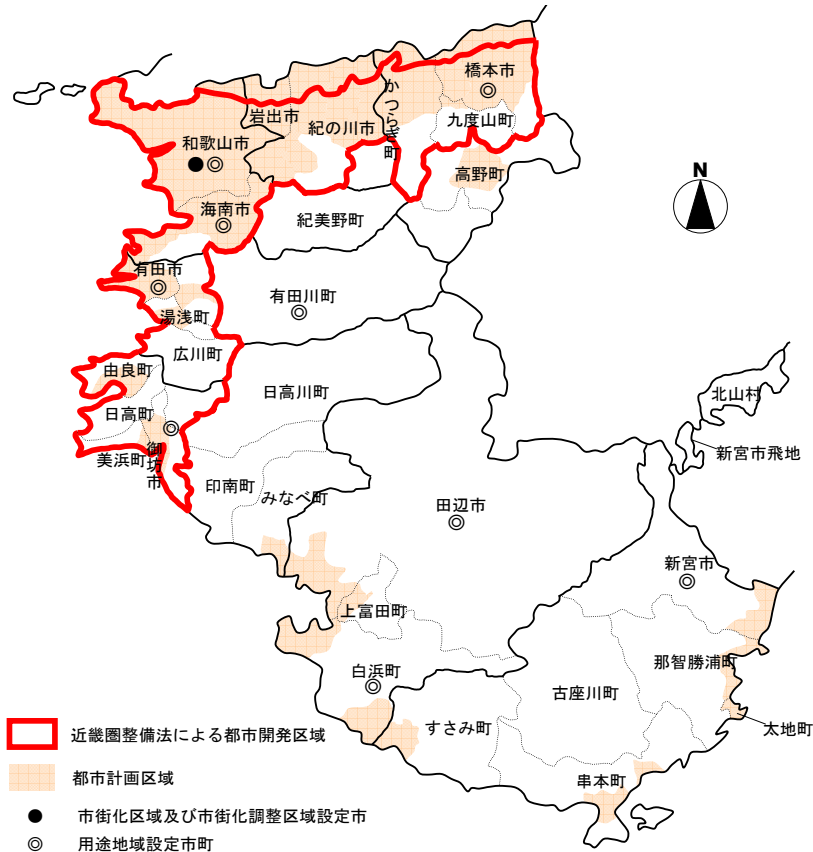 橋本市
かつらぎ町
岩出市
紀の川市
九度山町
和歌山市
高野町
N
海南市
紀美野町
有田市
有田川町
湯浅町
広川町
由良町
日高川町
北山村
日高町
新宮市飛地
御坊市
美浜町
印南町
みなべ町
田辺市
新宮市
上富田町
那智勝浦町
白浜町
古座川町
すさみ町
太地町
串本町
近畿圏整備法による都市開発区域
都市計画区域
市街化区域及び市街化調整区域設定市
用途地域設定市町